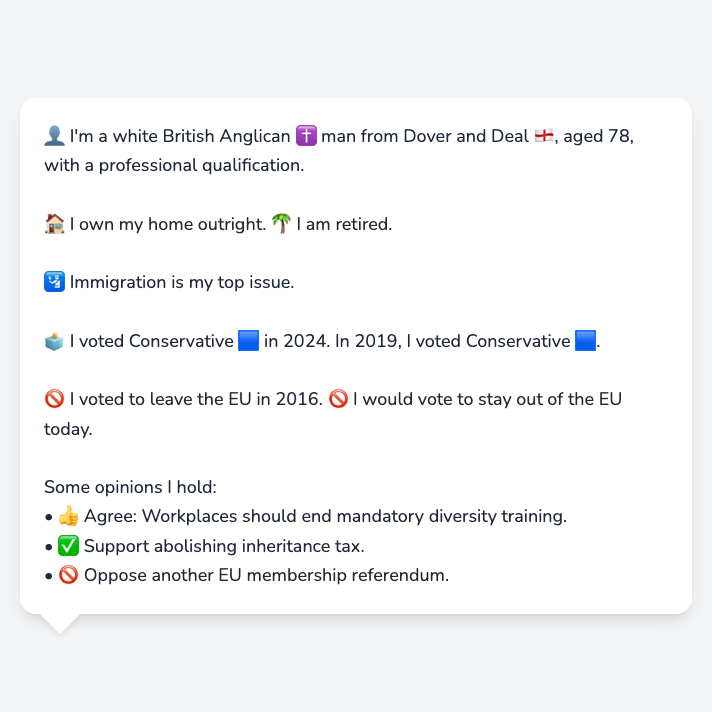 👤 I'm a white British Anglican ✝️ man from Dover and Deal 🏴󠁧󠁢󠁥󠁮󠁧󠁿, aged 78,
with a professional qualification.
🏠 I own my home outright. 🌴 I am retired.
🛂 Immigration is my top issue.
🗳️ I voted Conservative 🟦 in 2024. In 2019, I voted Conservative 🟦.
🚫 I voted to leave the EU in 2016. 🚫 I would vote to stay out of the EU
today.
Some opinions I hold:
• 👍 Agree: Workplaces should end mandatory diversity training.
• ✅ Support abolishing inheritance tax.
• 🚫 Oppose another EU membership referendum.